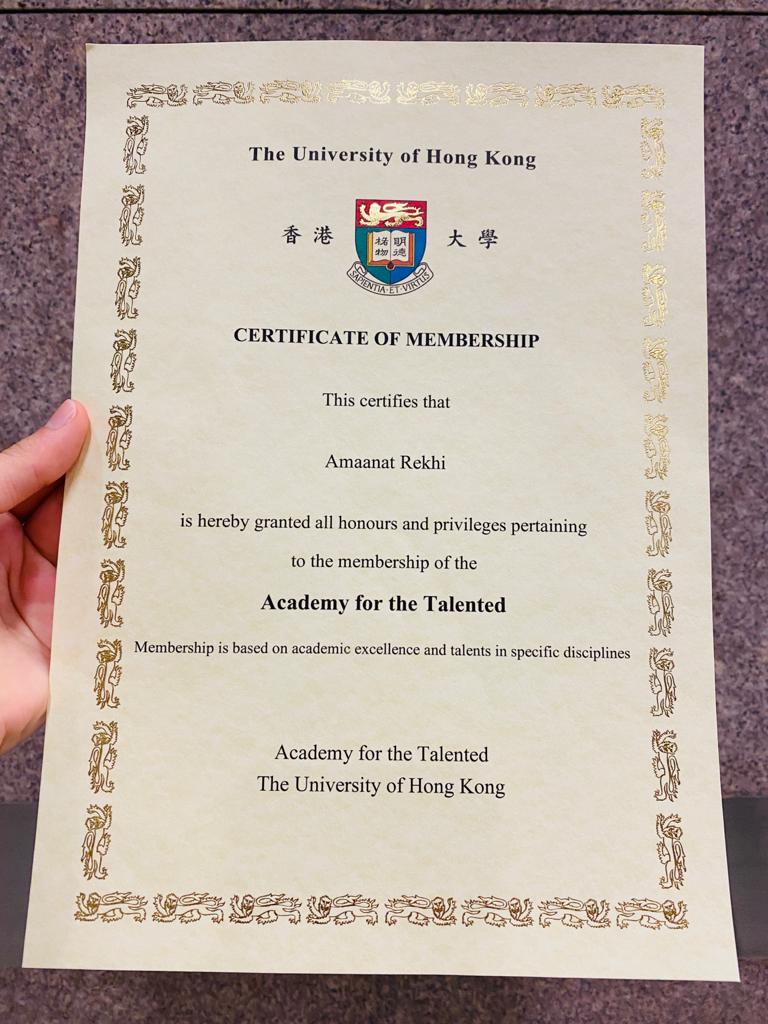 The University of Hong Kong
香港 大學
明德 格物
SAPIENTIA·ET·VIRTUS
CERTIFICATE OF MEMBERSHIP
This certifies that
Amaanat Rekhi
is hereby granted all honours and privileges pertaining
to the membership of the
Academy for the Talented
Membership is based on academic excellence and talents in specific disciplines
Academy for the Talented
The University of Hong Kong